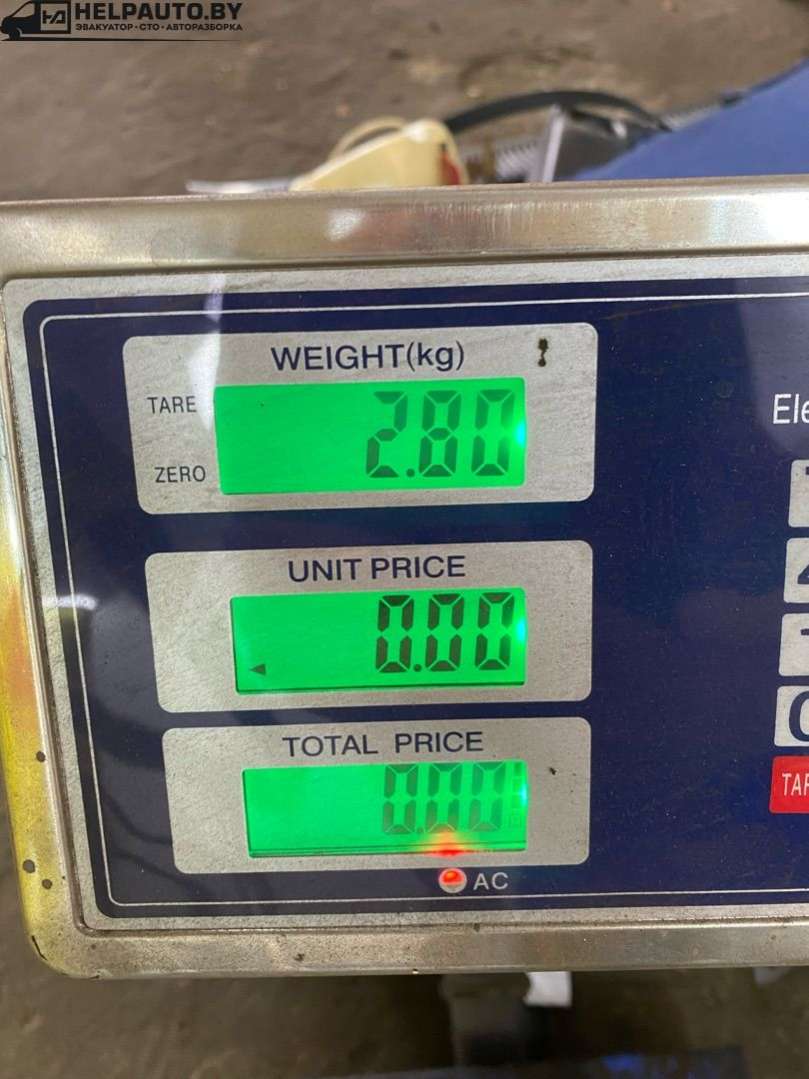 HELPAUTO.BY
ЭВАКУАТОР • СТО • АВТОРАЗБОРКА
WEIGHT(kg)
TARE
2.80
ZERO
UNIT PRICE
0.00
TOTAL PRICE
0.00
AC